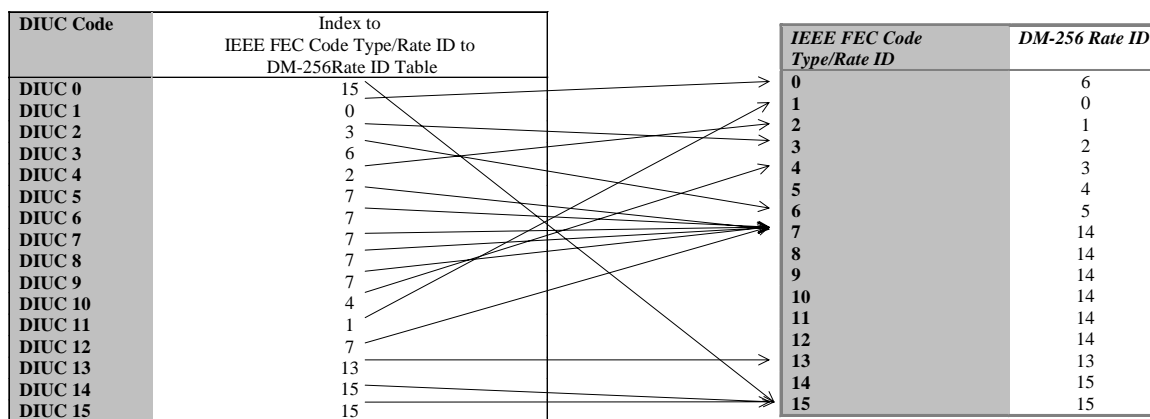 DIUC Code Index to
IEEE FEC Code Type/Rate ID to
DM-256Rate ID Table
DIUC 0 15
DIUC 1 0
DIUC 2 3
DIUC 3 6
DIUC 4 2
DIUC 5 7
DIUC 6 7
DIUC 7 7
DIUC 8 7
DIUC 9 7
DIUC 10 4
DIUC 11 1
DIUC 12 7
DIUC 13 13
DIUC 14 15
DIUC 15 15
IEEE FEC Code DM-256 Rate ID
Type/Rate ID
0 6
1 0
2 1
3 2
4 3
5 4
6 5
7 14
8 14
9 14
10 14
11 14
12 14
13 13
14 15
15 15